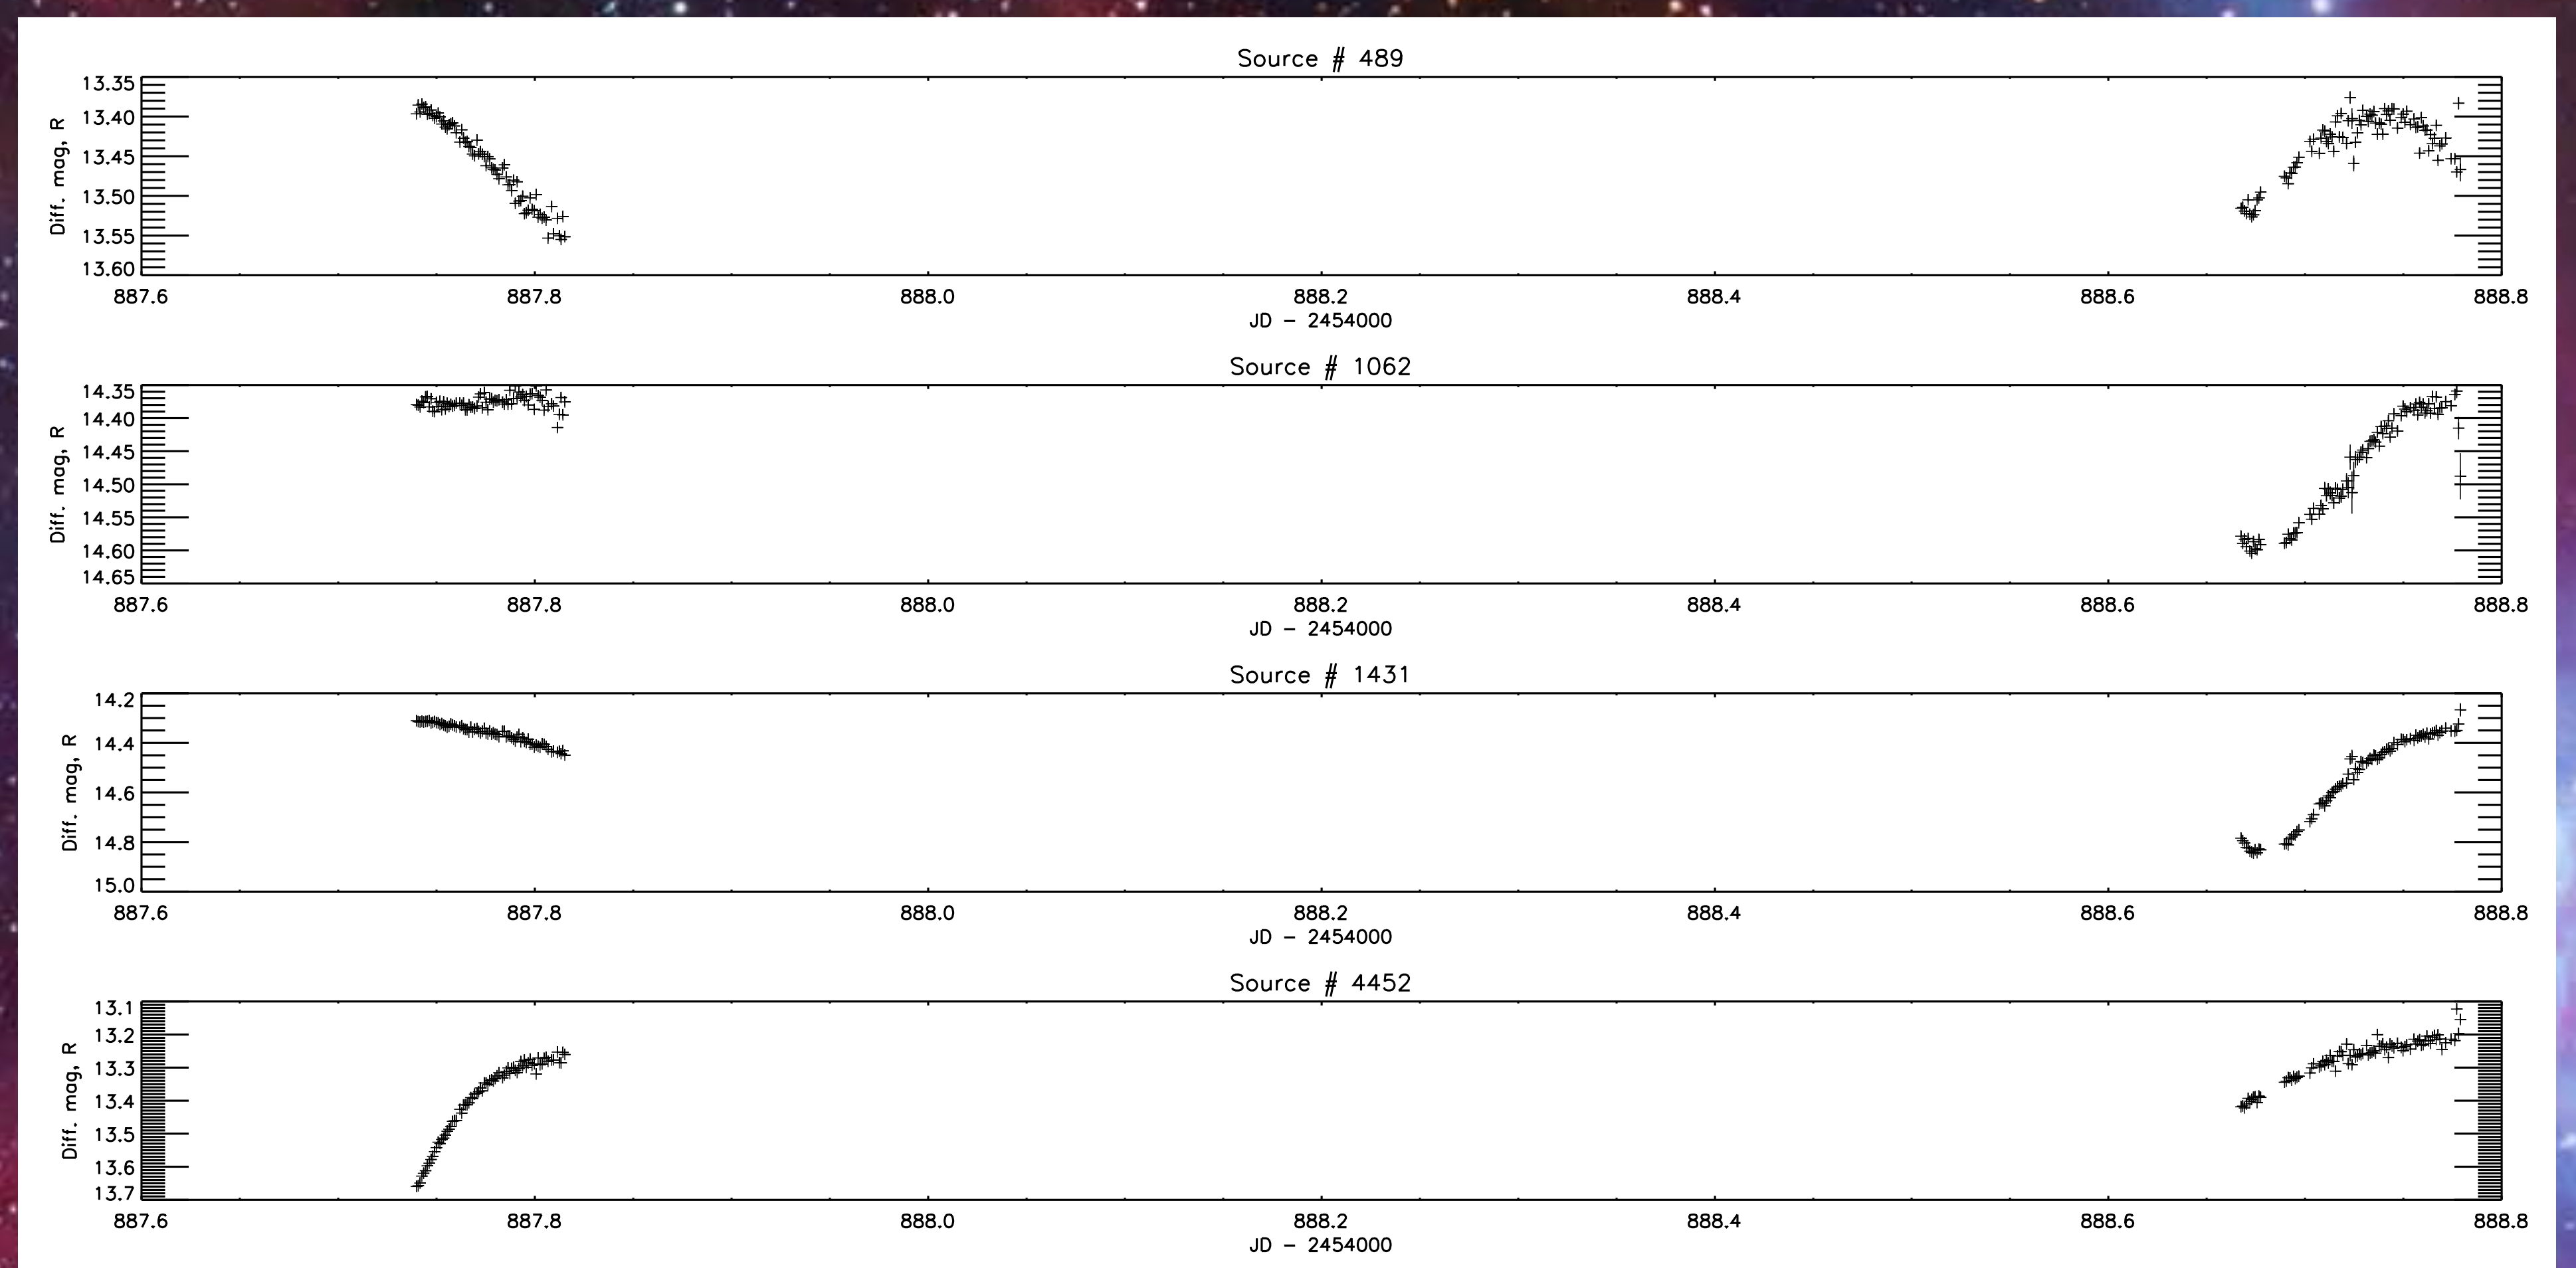 Source # 489
Diff. mag, R
13.35
13.40
13.45
13.50
13.55
13.60
887.6 887.8 888.0 888.2 888.4 888.6 888.8
JD - 2454000
Source # 1062
Diff. mag, R
14.35
14.40
14.45
14.50
14.55
14.60
14.65
887.6 887.8 888.0 888.2 888.4 888.6 888.8
JD - 2454000
Source # 1431
Diff. mag, R
14.2
14.4
14.6
14.8
15.0
887.6 887.8 888.0 888.2 888.4 888.6 888.8
JD - 2454000
Source # 4452
Diff. mag, R
13.1
13.2
13.3
13.4
13.5
13.6
13.7
887.6 887.8 888.0 888.2 888.4 888.6 888.8
JD - 2454000